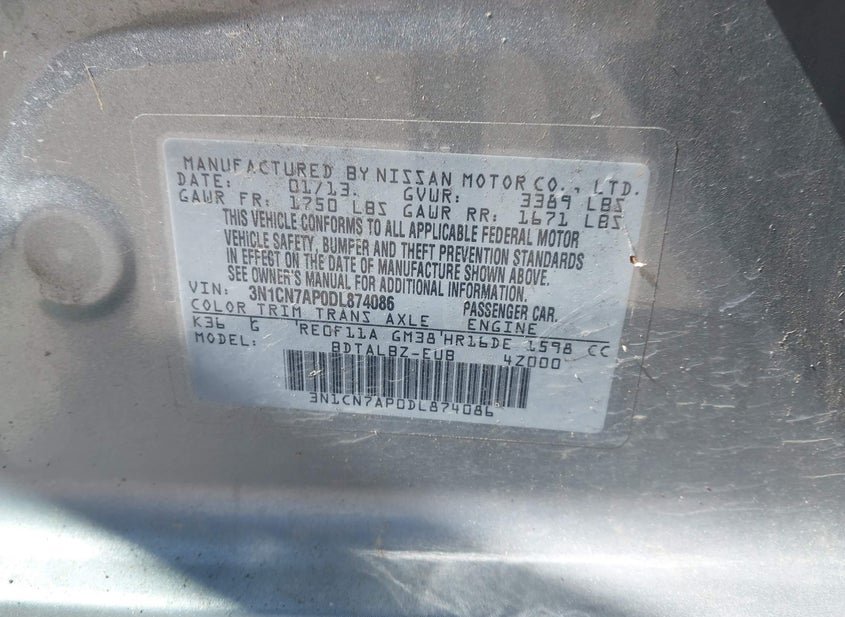 MANUFACTURED BY NISSAN MOTOR CO., LTD.
DATE: 01/13. GVWR: 3389 LBS
GAWR FR: 1750 LBS GAWR RR: 1671 LBS
THIS VEHICLE CONFORMS TO ALL APPLICABLE FEDERAL MOTOR
VEHICLE SAFETY, BUMPER AND THEFT PREVENTION STANDARDS
IN EFFECT ON THE DATE OF MANUFACTURE SHOWN ABOVE.
SEE OWNER'S MANUAL FOR ADDITIONAL INFORMATION.
VIN: 3N1CN7AP0DL874086 PASSENGER CAR.
COLOR TRIM TRANS AXLE ENGINE
K36 G RE0F11A GM38 HR16DE 1598 CC
MODEL: BDTALBZ-EUB 4Z000
3N1CN7AP0DL874086